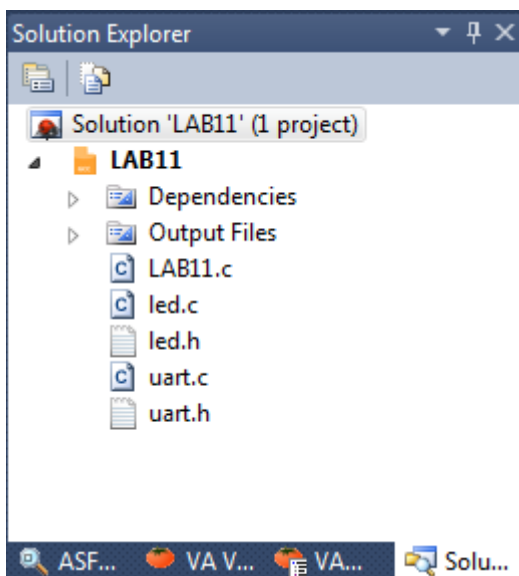 Solution Explorer
Solution 'LAB11' (1 project)
LAB11
Dependencies
Output Files
LAB11.c
led.c
led.h
uart.c
uart.h
ASF... VA V... VA... Solu...